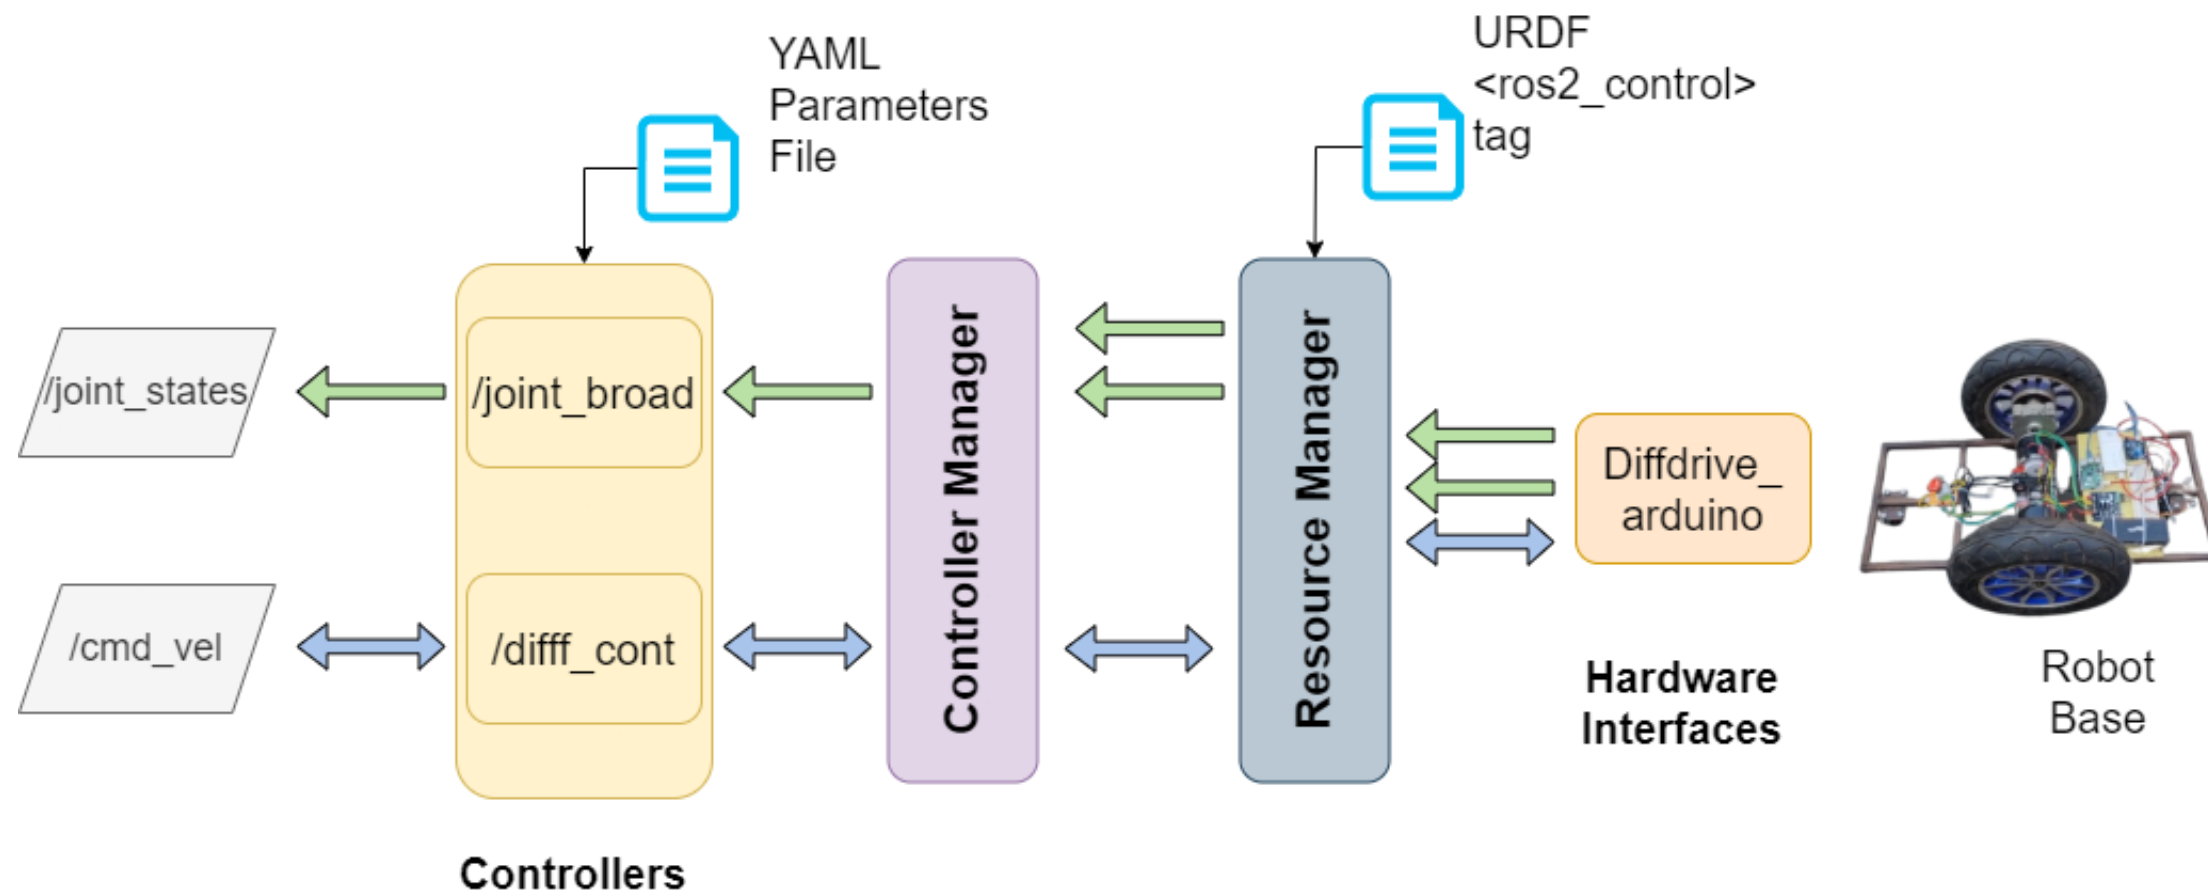 YAML
Parameters
File
URDF
<ros2_control>
tag
/joint_states
/joint_broad
/cmd_vel
/difff_cont
Controller Manager
Resource Manager
Diffdrive_
arduino
Hardware
Interfaces
Robot
Base
Controllers